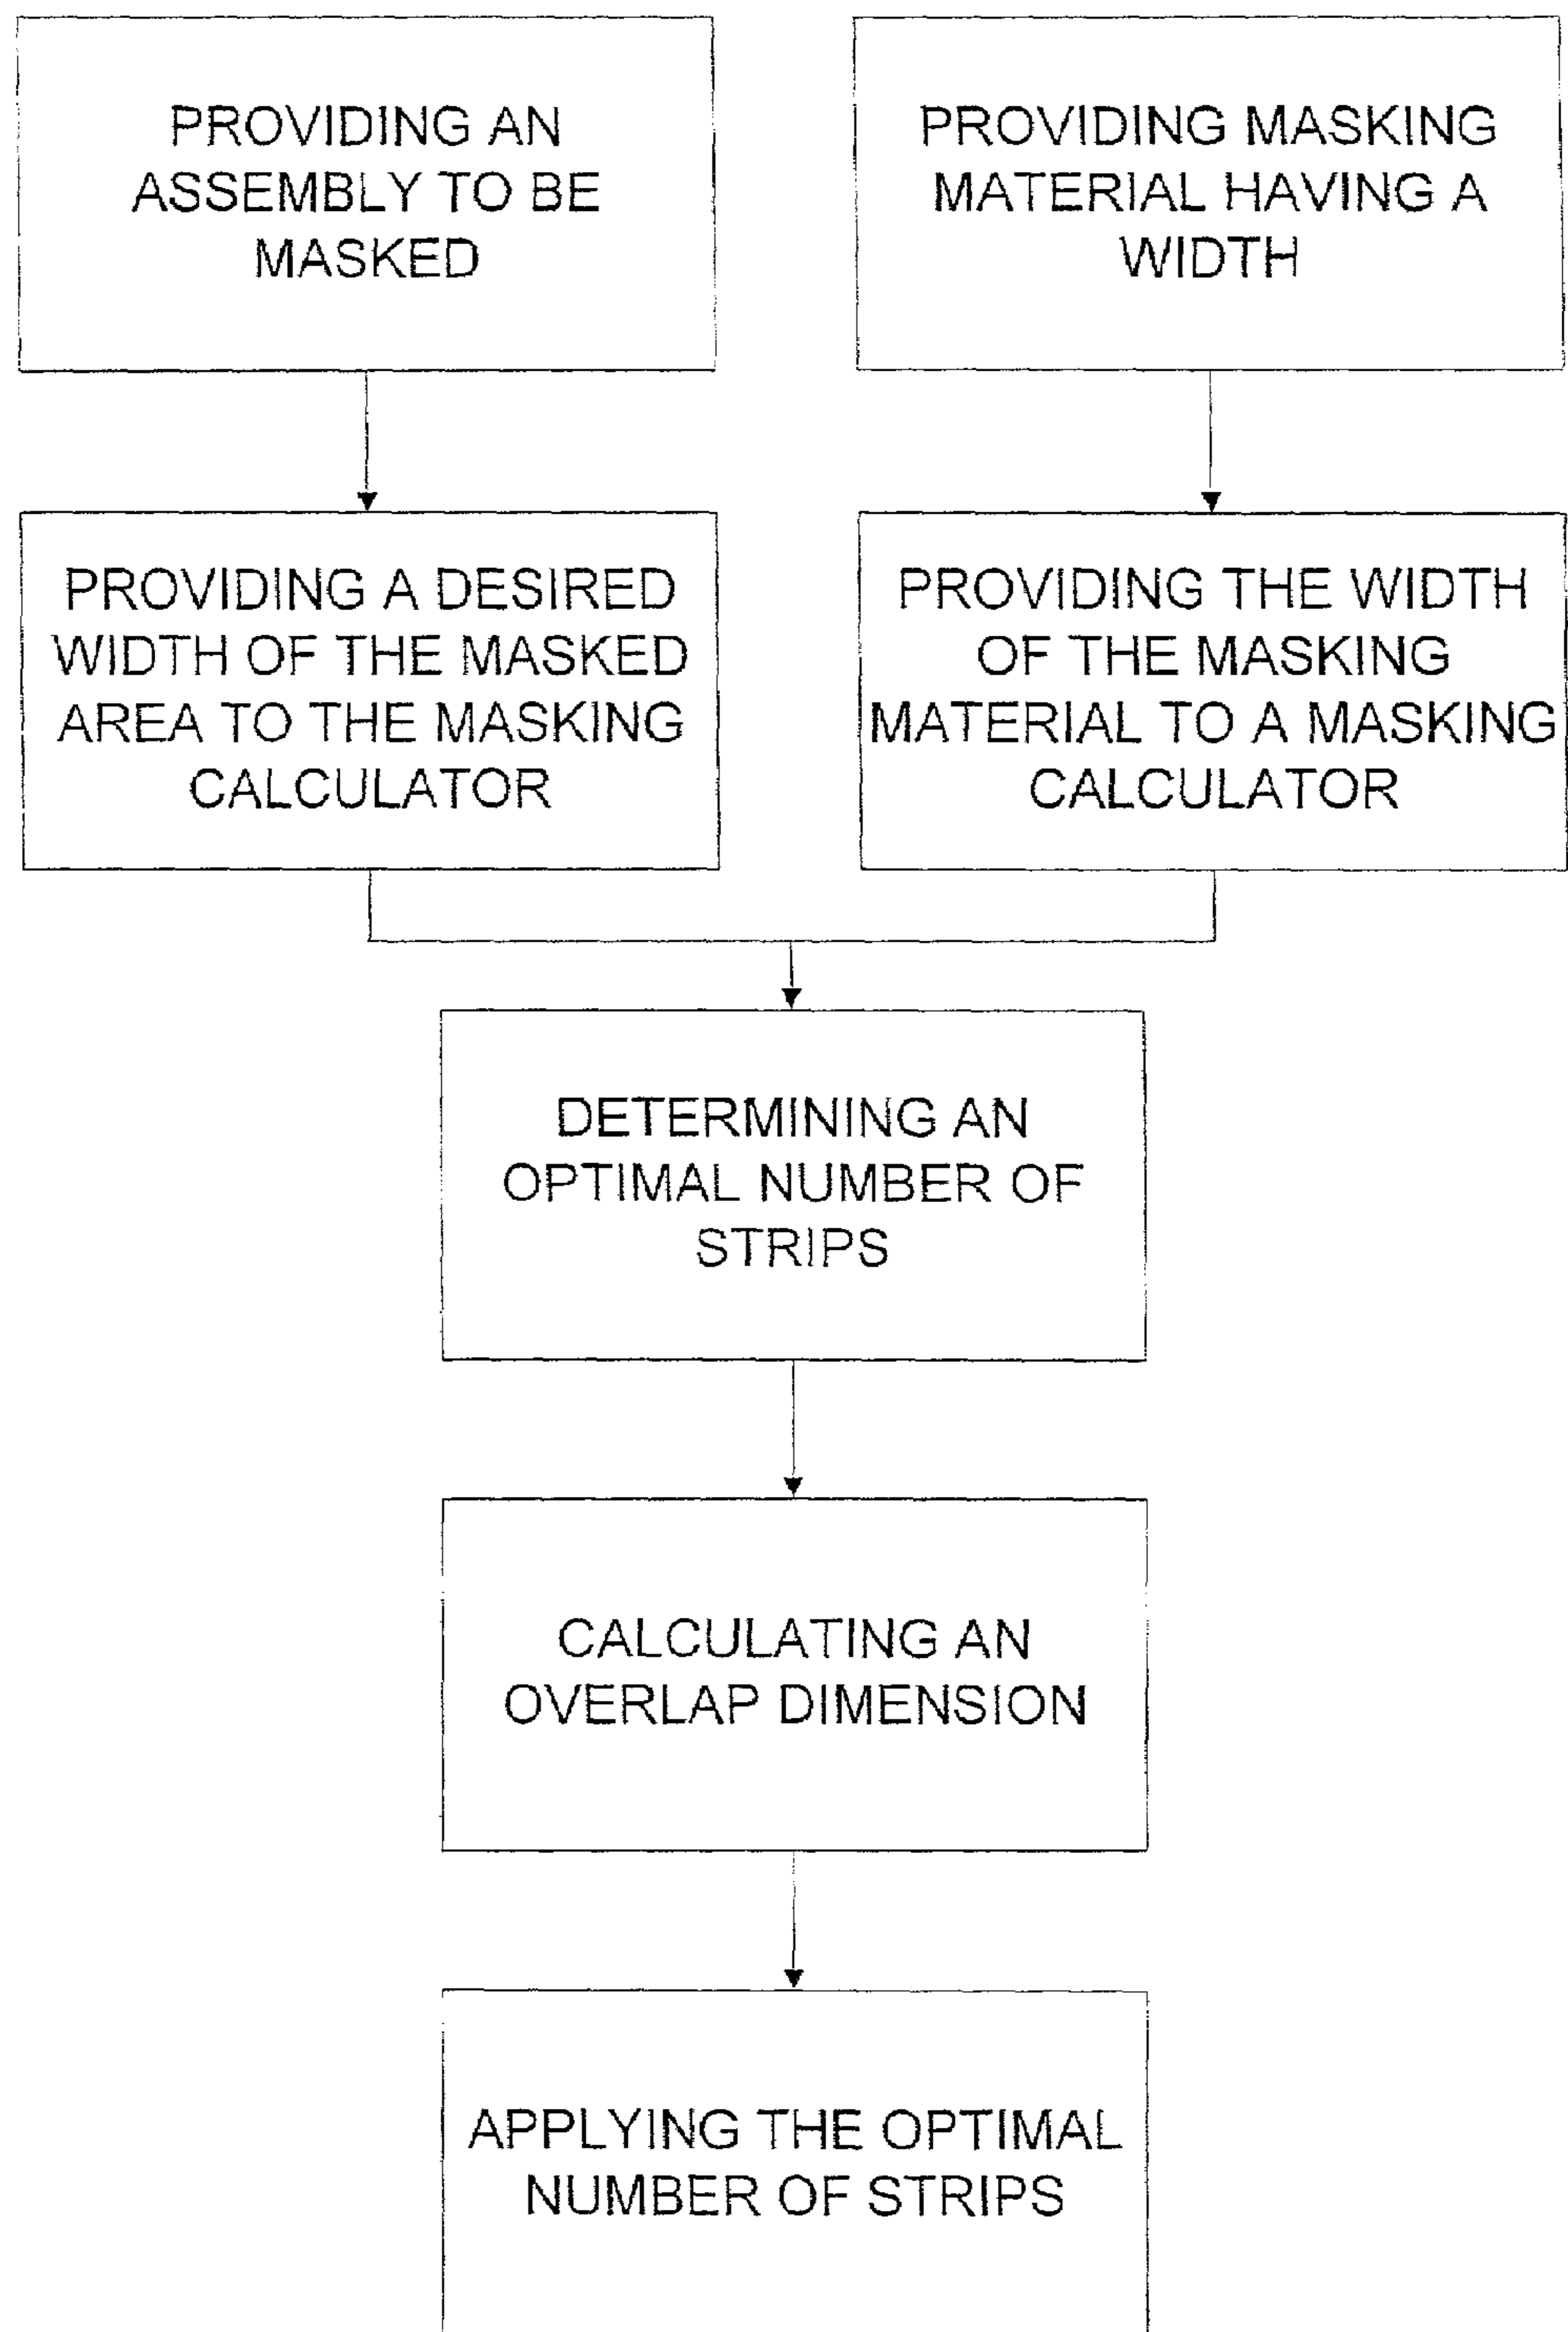 PROVIDING AN
ASSEMBLY TO BE
MASKED
PROVIDING MASKING
MATERIAL HAVING A
WIDTH
PROVIDING A DESIRED
WIDTH OF THE MASKED
AREA TO THE MASKING
CALCULATOR
PROVIDING THE WIDTH
OF THE MASKING
MATERIAL TO A MASKING
CALCULATOR
DETERMINING AN
OPTIMAL NUMBER OF
STRIPS
CALCULATING AN
OVERLAP DIMENSION
APPLYING THE OPTIMAL
NUMBER OF STRIPS